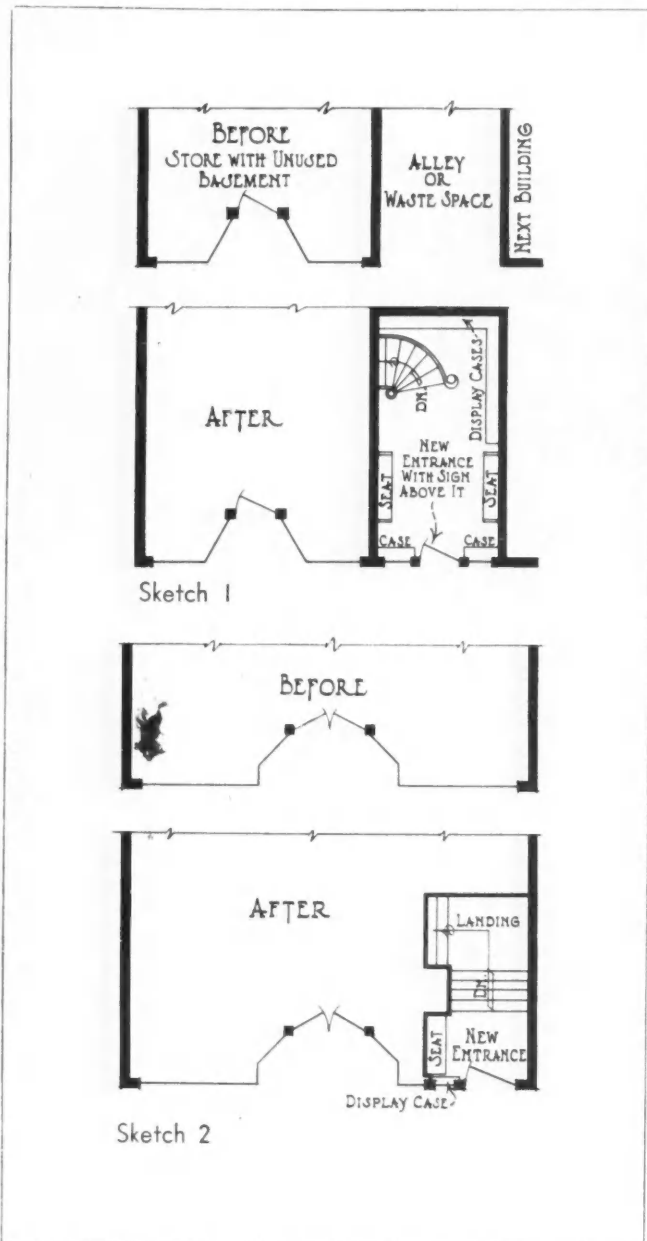 BEFORE
STORE WITH UNUSED
BASEMENT
ALLEY
OR
WASTE SPACE
NEXT BUILDING
AFTER
DN.
DISPLAY CASES
NEW
ENTRANCE
WITH SIGN
ABOVE IT
SEAT
SEAT
CASE
CASE
Sketch 1
BEFORE
AFTER
LANDING
DN.
SEAT
NEW
ENTRANCE
DISPLAY CASE
Sketch 2